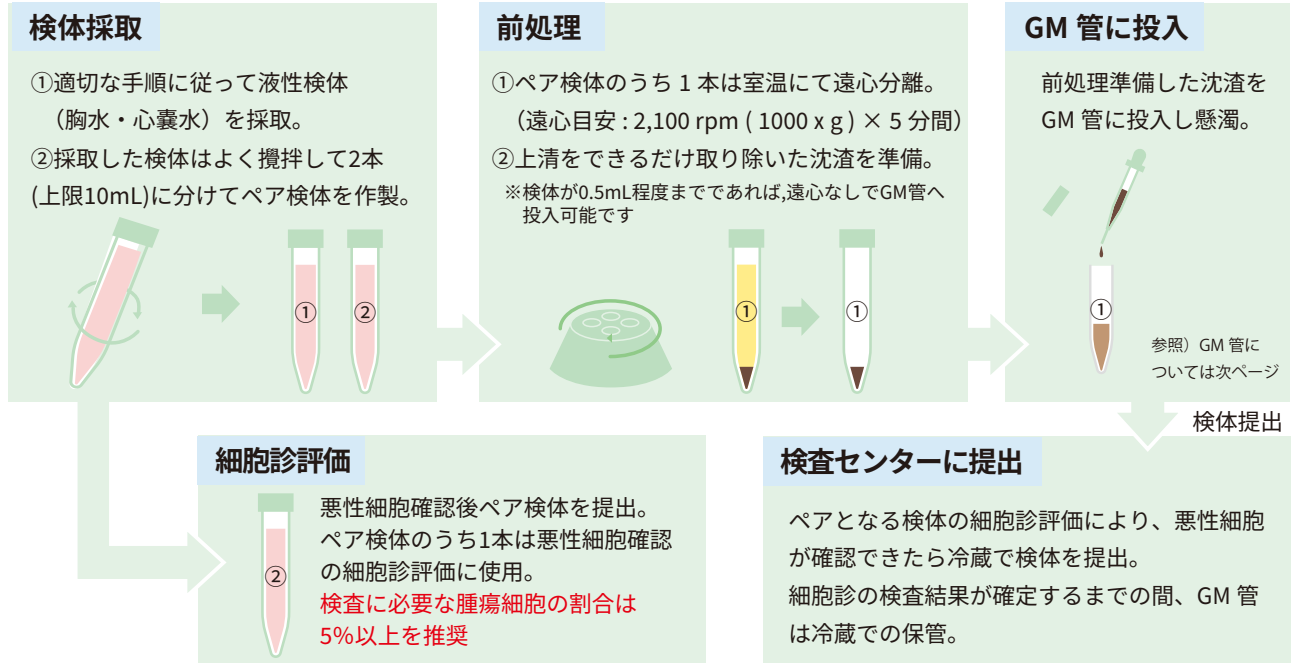 検体採取
①適切な手順に従って液性検体
（胸水・心嚢水）を採取。
②採取した検体はよく攪拌して2本
(上限10mL)に分けてペア検体を作製。
①
②
前処理
①ペア検体のうち 1 本は室温にて遠心分離。
（遠心目安 : 2,100 rpm ( 1000 x g ) × 5 分間）
②上清をできるだけ取り除いた沈渣を準備。
※検体が0.5mL程度までであれば,遠心なしでGM管へ
投入可能です
①
①
GM 管に投入
前処理準備した沈渣を
GM 管に投入し懸濁。
①
参照）GM 管に
ついては次ページ
検体提出
細胞診評価
②
悪性細胞確認後ペア検体を提出。
ペア検体のうち1本は悪性細胞確認
の細胞診評価に使用。
検査に必要な腫瘍細胞の割合は
5%以上を推奨
検査センターに提出
ペアとなる検体の細胞診評価により、悪性細胞
が確認できたら冷蔵で検体を提出。
細胞診の検査結果が確定するまでの間、GM 管
は冷蔵での保管。